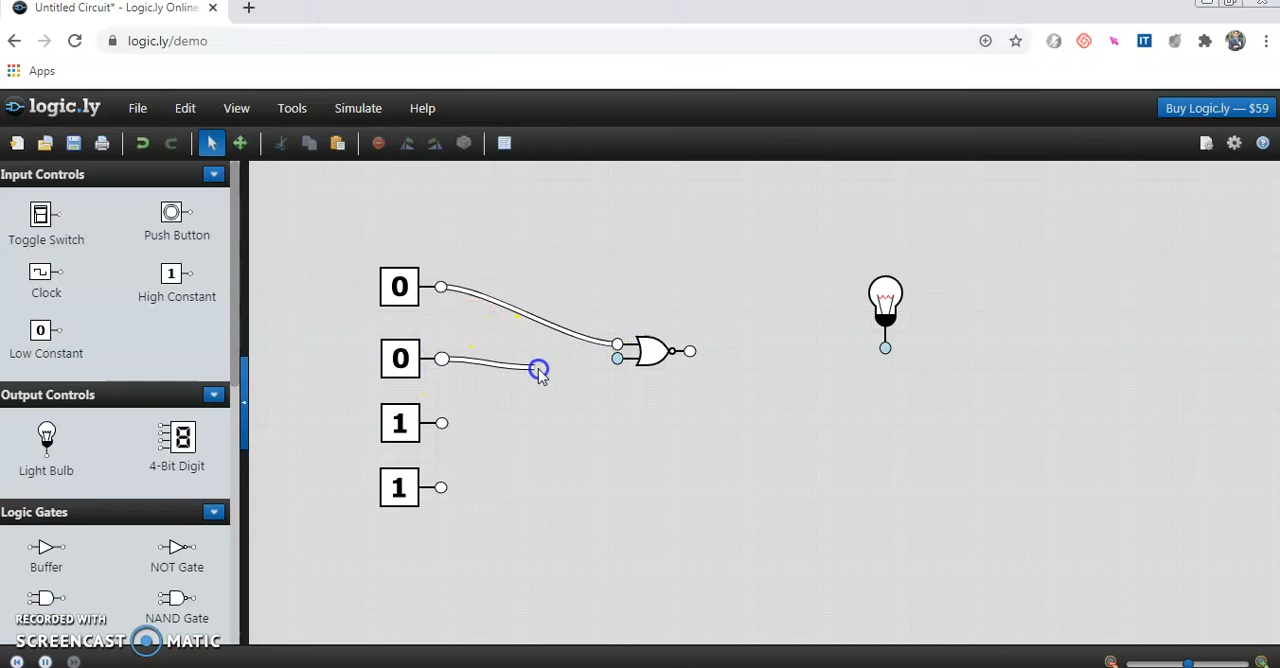 Untitled Circuit* - Logic.ly Online
logic.ly/demo
IT
Apps
logic.ly File Edit View Tools Simulate Help
Buy Logic.ly — $59
Input Controls
Toggle Switch
Push Button
1
Clock
High Constant
0
Low Constant
Output Controls
8
Light Bulb
4-Bit Digit
Logic Gates
Buffer
NOT Gate
NAND Gate
0
0
1
1
RECORDED WITH
SCREENCAST MATIC